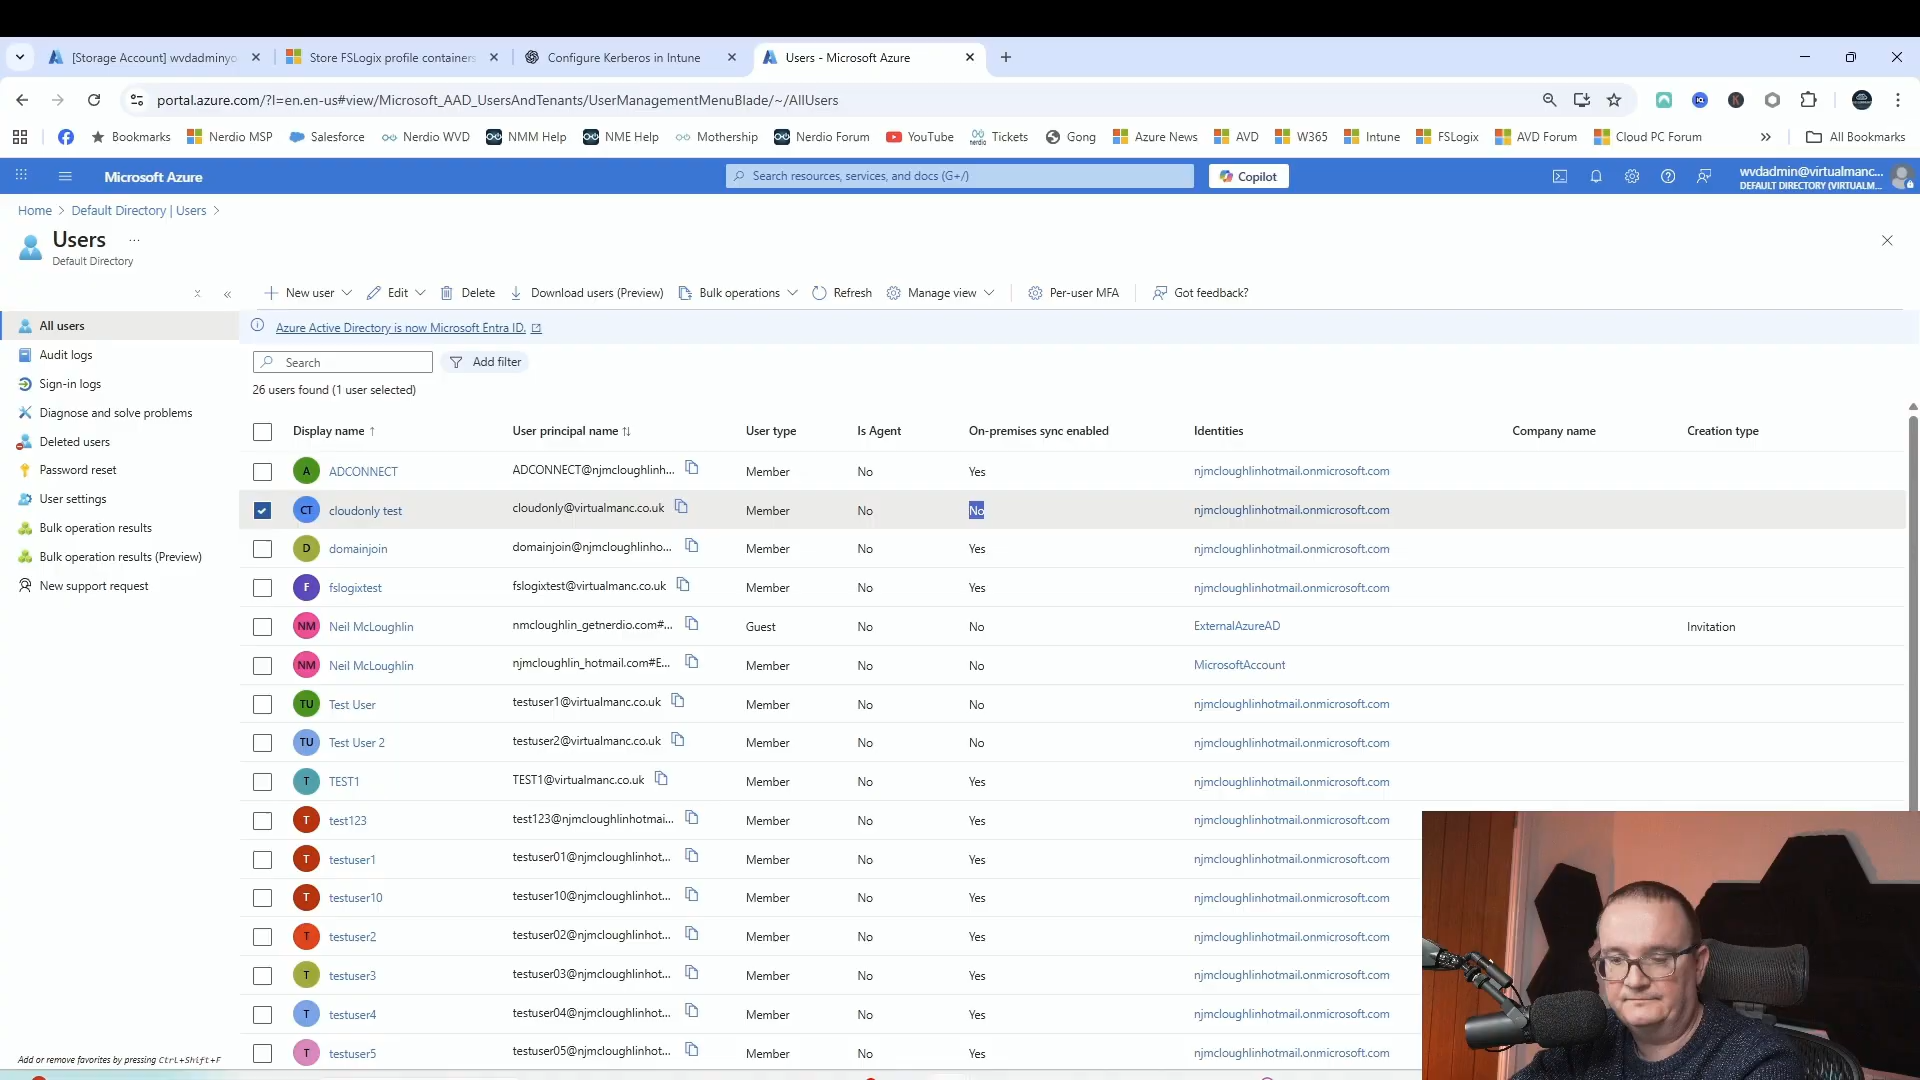 [Storage Account] wvdadminyo
Store FSLogix profile containers
Configure Kerberos in Intune
Users - Microsoft Azure
portal.azure.com/?l=en.en-us#view/Microsoft_AAD_UsersAndTenants/UserManagementMenuBlade/~/AllUsers
Bookmarks
Nerdio MSP
Salesforce
Nerdio WVD
NMM Help
NME Help
Mothership
Nerdio Forum
YouTube
Tickets
Gong
Azure News
AVD
W365
Intune
FSLogix
AVD Forum
Cloud PC Forum
All Bookmarks
Microsoft Azure
Search resources, services, and docs (G+/)
Copilot
wvdadmin@virtualmanc...
DEFAULT DIRECTORY (VIRTUALM...
Home > Default Directory | Users >
Users ...
Default Directory
New user
Edit
Delete
Download users (Preview)
Bulk operations
Refresh
Manage view
Per-user MFA
Got feedback?
All users
Audit logs
Sign-in logs
Diagnose and solve problems
Deleted users
Password reset
User settings
Bulk operation results
Bulk operation results (Preview)
New support request
Add or remove favorites by pressing Ctrl+Shift+F
Azure Active Directory is now Microsoft Entra ID.
Search
Add filter
26 users found (1 user selected)
Display name ↑ User principal name ↑↓ User type Is Agent On-premises sync enabled Identities Company name Creation type
A ADCONNECT ADCONNECT@njmcloughlinh... Member No Yes njmcloughlinhotmail.onmicrosoft.com
CT cloudonly test cloudonly@virtualmanc.co.uk Member No No njmcloughlinhotmail.onmicrosoft.com
D domainjoin domainjoin@njmcloughlinho... Member No Yes njmcloughlinhotmail.onmicrosoft.com
F fslogixtest fslogixtest@virtualmanc.co.uk Member No Yes njmcloughlinhotmail.onmicrosoft.com
NM Neil McLoughlin nmcloughlin_getnerdio.com#... Guest No No ExternalAzureAD Invitation
NM Neil McLoughlin njmcloughlin_hotmail.com#E... Member No No MicrosoftAccount
TU Test User testuser1@virtualmanc.co.uk Member No No njmcloughlinhotmail.onmicrosoft.com
TU Test User 2 testuser2@virtualmanc.co.uk Member No No njmcloughlinhotmail.onmicrosoft.com
T TEST1 TEST1@virtualmanc.co.uk Member No Yes njmcloughlinhotmail.onmicrosoft.com
T test123 test123@njmcloughlinhotmai... Member No Yes njmcloughlinhotmail.onmicrosoft.com
T testuser1 testuser01@njmcloughlinhot... Member No Yes njmcloughlinhotmail.onmicrosoft.com
T testuser10 testuser10@njmcloughlinhot... Member No Yes njmcloughlinhotmail.onmicrosoft.com
T testuser2 testuser02@njmcloughlinhot... Member No Yes njmcloughlinhotmail.onmicrosoft.com
T testuser3 testuser03@njmcloughlinhot... Member No Yes njmcloughlinhotmail.onmicrosoft.com
T testuser4 testuser04@njmcloughlinhot... Member No Yes njmcloughlinhotmail.onmicrosoft.com
T testuser5 testuser05@njmcloughlinhot... Member No Yes njmcloughlinhotmail.onmicrosoft.com